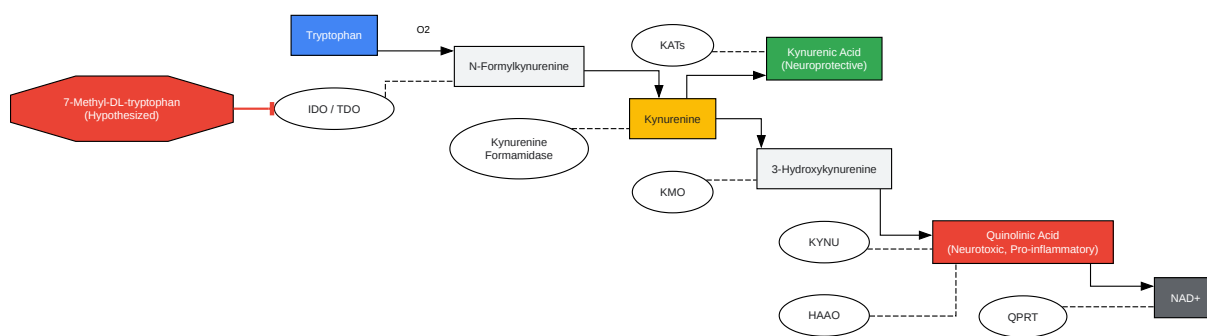 Tryptophan
O2
KATs
Kynurenic Acid
(Neuroprotective)
N-Formylkynurenine
7-Methyl-DL-tryptophan
(Hypothesized)
IDO / TDO
Kynurenine
Kynurenine
Formamidase
3-Hydroxykynurenine
KMO
KYNU
Quinolinic Acid
(Neurotoxic, Pro-inflammatory)
HAAO
QPRT
NAD+